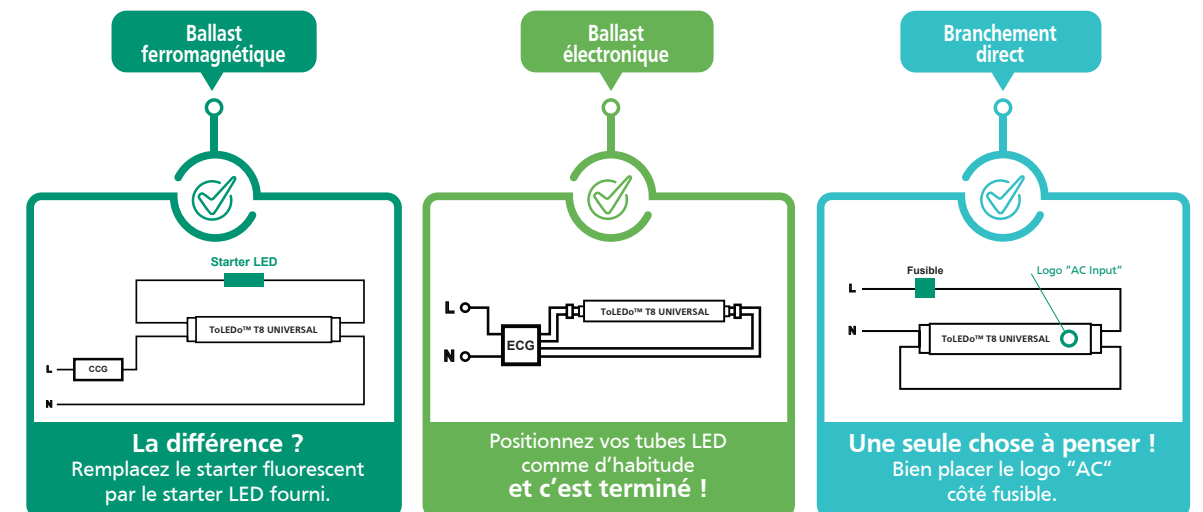 Ballast
ferromagnétique
Starter LED
ToLEDo™ T8 UNIVERSAL
L
CCG
N
La différence ?
Remplacez le starter fluorescent
par le starter LED fourni.
Ballast
électronique
L
ToLEDo™ T8 UNIVERSAL
ECG
N
Positionnez vos tubes LED
comme d’habitude
et c’est terminé !
Branchement
direct
Fusible
Logo “AC Input”
L
N
ToLEDo™ T8 UNIVERSAL
Une seule chose à penser !
Bien placer le logo “AC“
côté fusible.